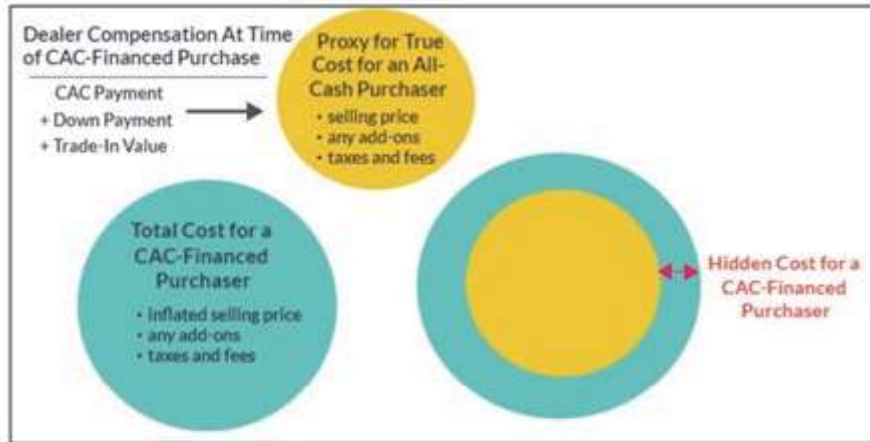 Dealer Compensation At Time
of CAC-Financed Purchase
CAC Payment
+ Down Payment
+ Trade-In Value
Proxy for True
Cost for an All-
Cash Purchaser
• selling price
• any add-ons
• taxes and fees
Total Cost for a
CAC-Financed
Purchaser
• inflated selling price
• any add-ons
• taxes and fees
Hidden Cost for a
CAC-Financed
Purchaser